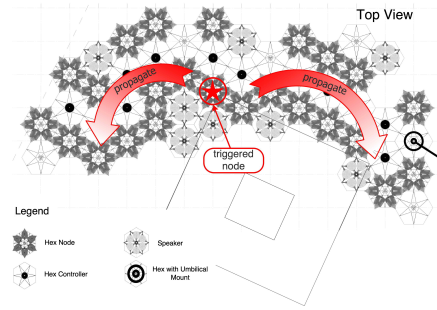 Top View
propagate
propagate
triggered
node
Legend
Hex Node
Speaker
Hex Controller
Hex with Umbilical
Mount